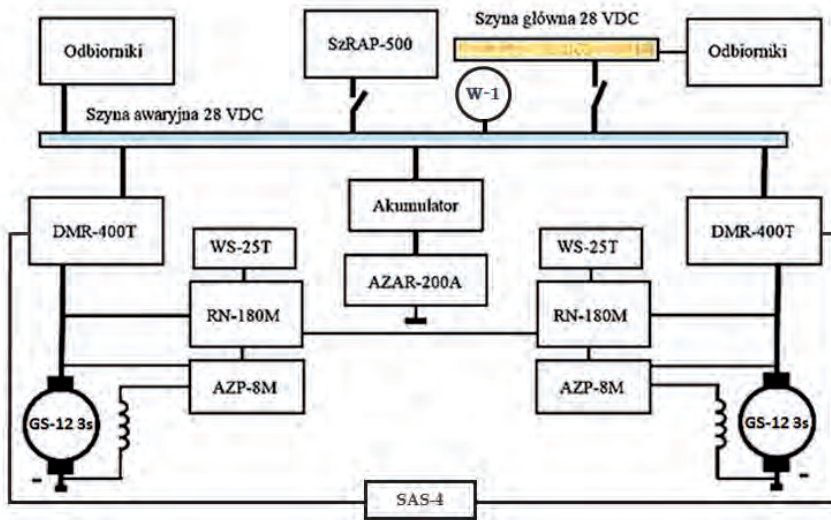 Szyna główna 28 VDC
Odbiorniki
SzRAP-500
Odbiorniki
W-1
Szyna awaryjna 28 VDC
DMR-400T
Akumulator
DMR-400T
WS-25T
WS-25T
AZAR-200A
RN-180M
RN-180M
AZP-8M
AZP-8M
GS-12 3s
GS-12 3s
-
-
SAS-4